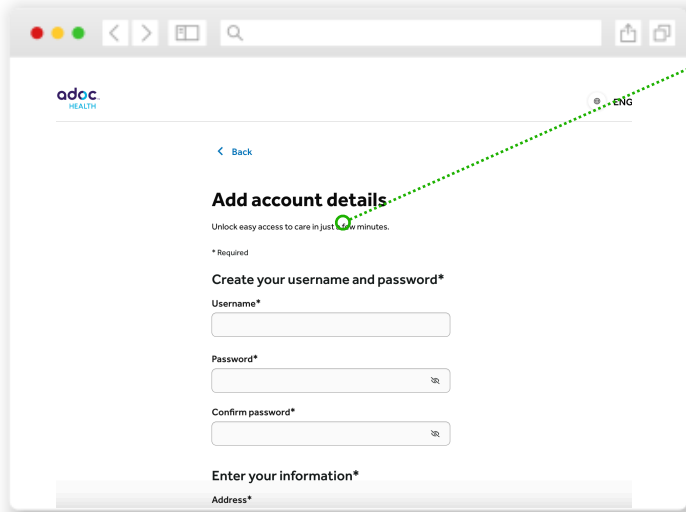 adoc
HEALTH
ENG
Back
Add account details
Unlock easy access to care in just a few minutes.
* Required
Create your username and password*
Username*
Password*
Confirm password*
Enter your information*
Address*